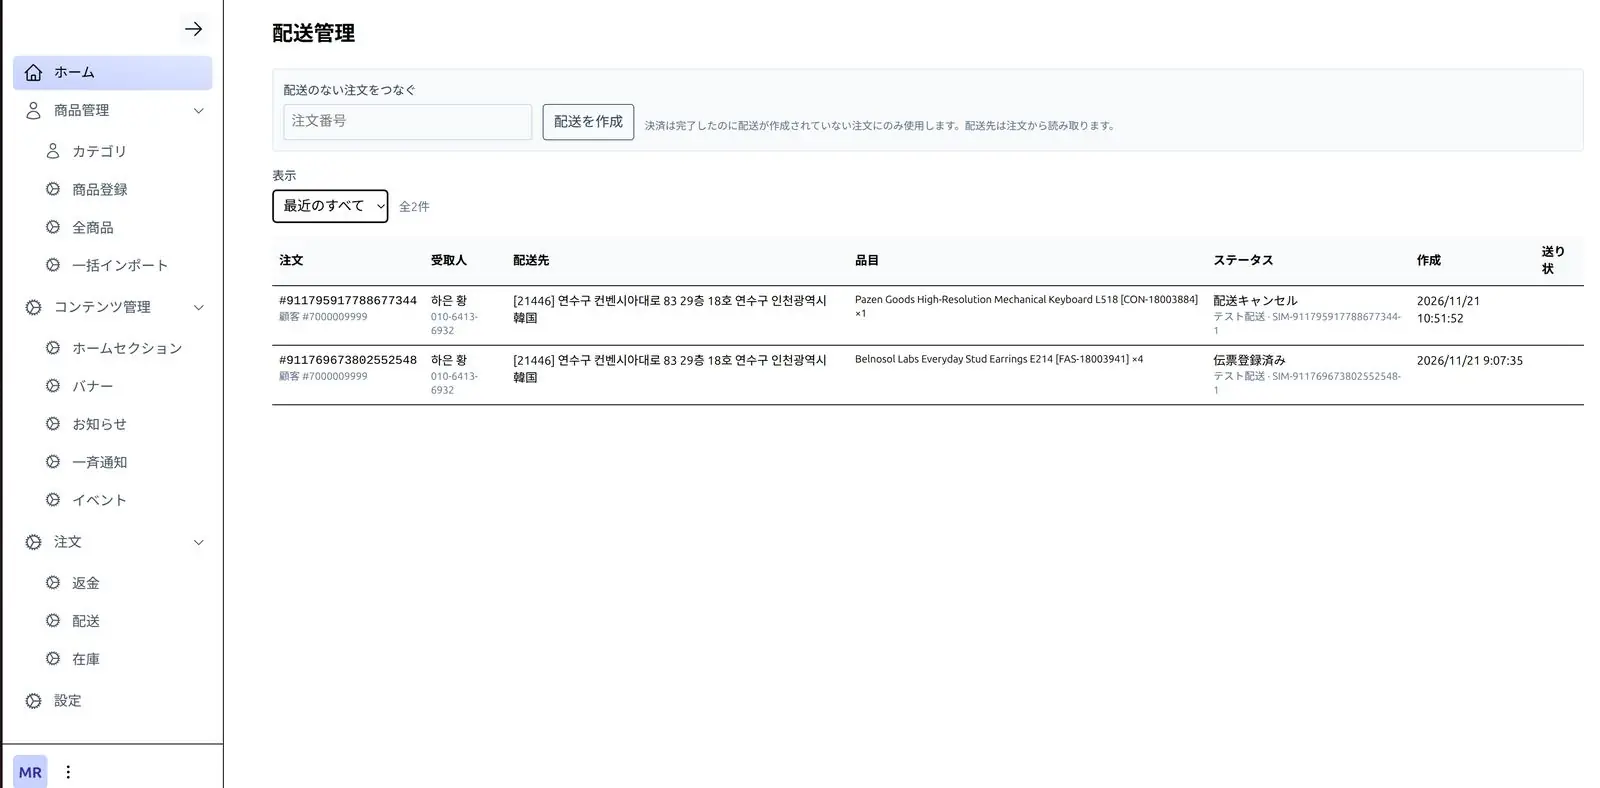 ホーム
商品管理
カテゴリ
商品登録
全商品
一括インポート
コンテンツ管理
ホームセクション
バナー
お知らせ
一斉通知
イベント
注文
返金
配送
在庫
設定
MR
配送管理
配送のない注文をつなぐ
注文番号
配送を作成
決済は完了したのに配送が作成されていない注文にのみ使用します。配送先は注文から読み取ります。
表示
最近のすべて
全2件
注文 受取人 配送先 品目 ステータス 作成 送り
状
#911795917788677344 하은 황 [21446] 연수구 컨벤시아대로 83 29층 18호 연수구 인천광역시 Pazen Goods High-Resolution Mechanical Keyboard L518 [CON-18003884] 配送キャンセル 2026/11/21
顧客 #7000009999 010-6413- 韓国 ×1 テスト配送 · SIM-911795917788677344- 10:51:52
6932 1
#911769673802552548 하은 황 [21446] 연수구 컨벤시아대로 83 29층 18호 연수구 인천광역시 Belnosol Labs Everyday Stud Earrings E214 [FAS-18003941] ×4 伝票登録済み 2026/11/21 9:07:35
顧客 #7000009999 010-6413- 韓国 テスト配送 · SIM-911769673802552548-
6932 1